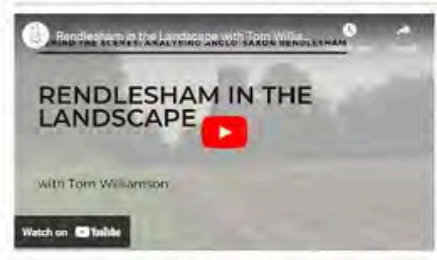 Rendlesham in the Landscape with Tom Willia...
BEHIND THE SCENES: ANALYSING ANGLO-SAXON RENDLESHAM
RENDLESHAM IN THE
LANDSCAPE
with Tom Williamson
Watch on YouTube